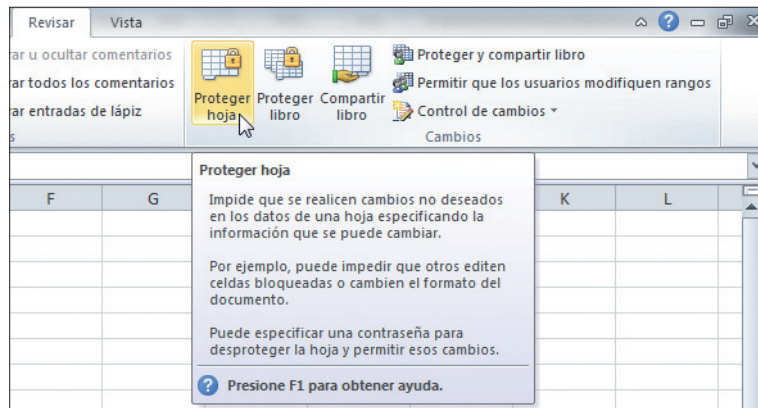 Revisar Vista
ar u ocultar comentarios
ar todos los comentarios
ar entradas de lápiz
s
Proteger hoja
Proteger libro
Compartir libro
Proteger y compartir libro
Permitir que los usuarios modifiquen rangos
Control de cambios
Cambios
F G K L
Proteger hoja
Impide que se realicen cambios no deseados
en los datos de una hoja especificando la
información que se puede cambiar.
Por ejemplo, puede impedir que otros editen
celdas bloqueadas o cambien el formato del
documento.
Puede especificar una contraseña para
desproteger la hoja y permitir esos cambios.
Presione F1 para obtener ayuda.